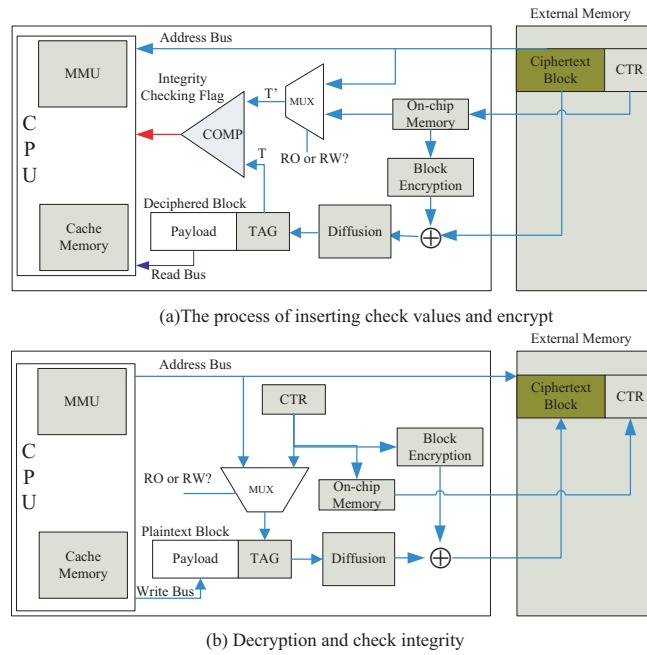 External Memory
Address Bus
MMU
Integrity
Checking Flag
T'
MUX
Ciphertext
Block
CTR
C
P
U
COMP
On-chip
Memory
T
RO or RW?
Block
Encryption
Deciphered Block
Cache
Memory
Payload
TAG
Diffusion
Read Bus
(a)The process of inserting check values and encrypt
External Memory
Address Bus
MMU
CTR
Ciphertext
Block
CTR
C
P
U
Block
Encryption
RO or RW?
MUX
On-chip
Memory
Plaintext Block
Cache
Memory
Payload
TAG
Diffusion
Write Bus
(b) Decryption and check integrity